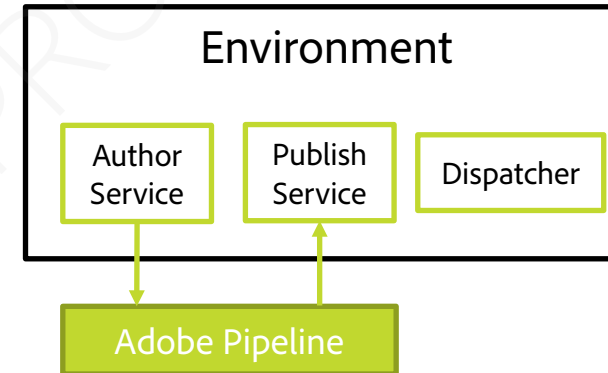 Environment
Author
Service
Publish
Service
Dispatcher
Adobe Pipeline